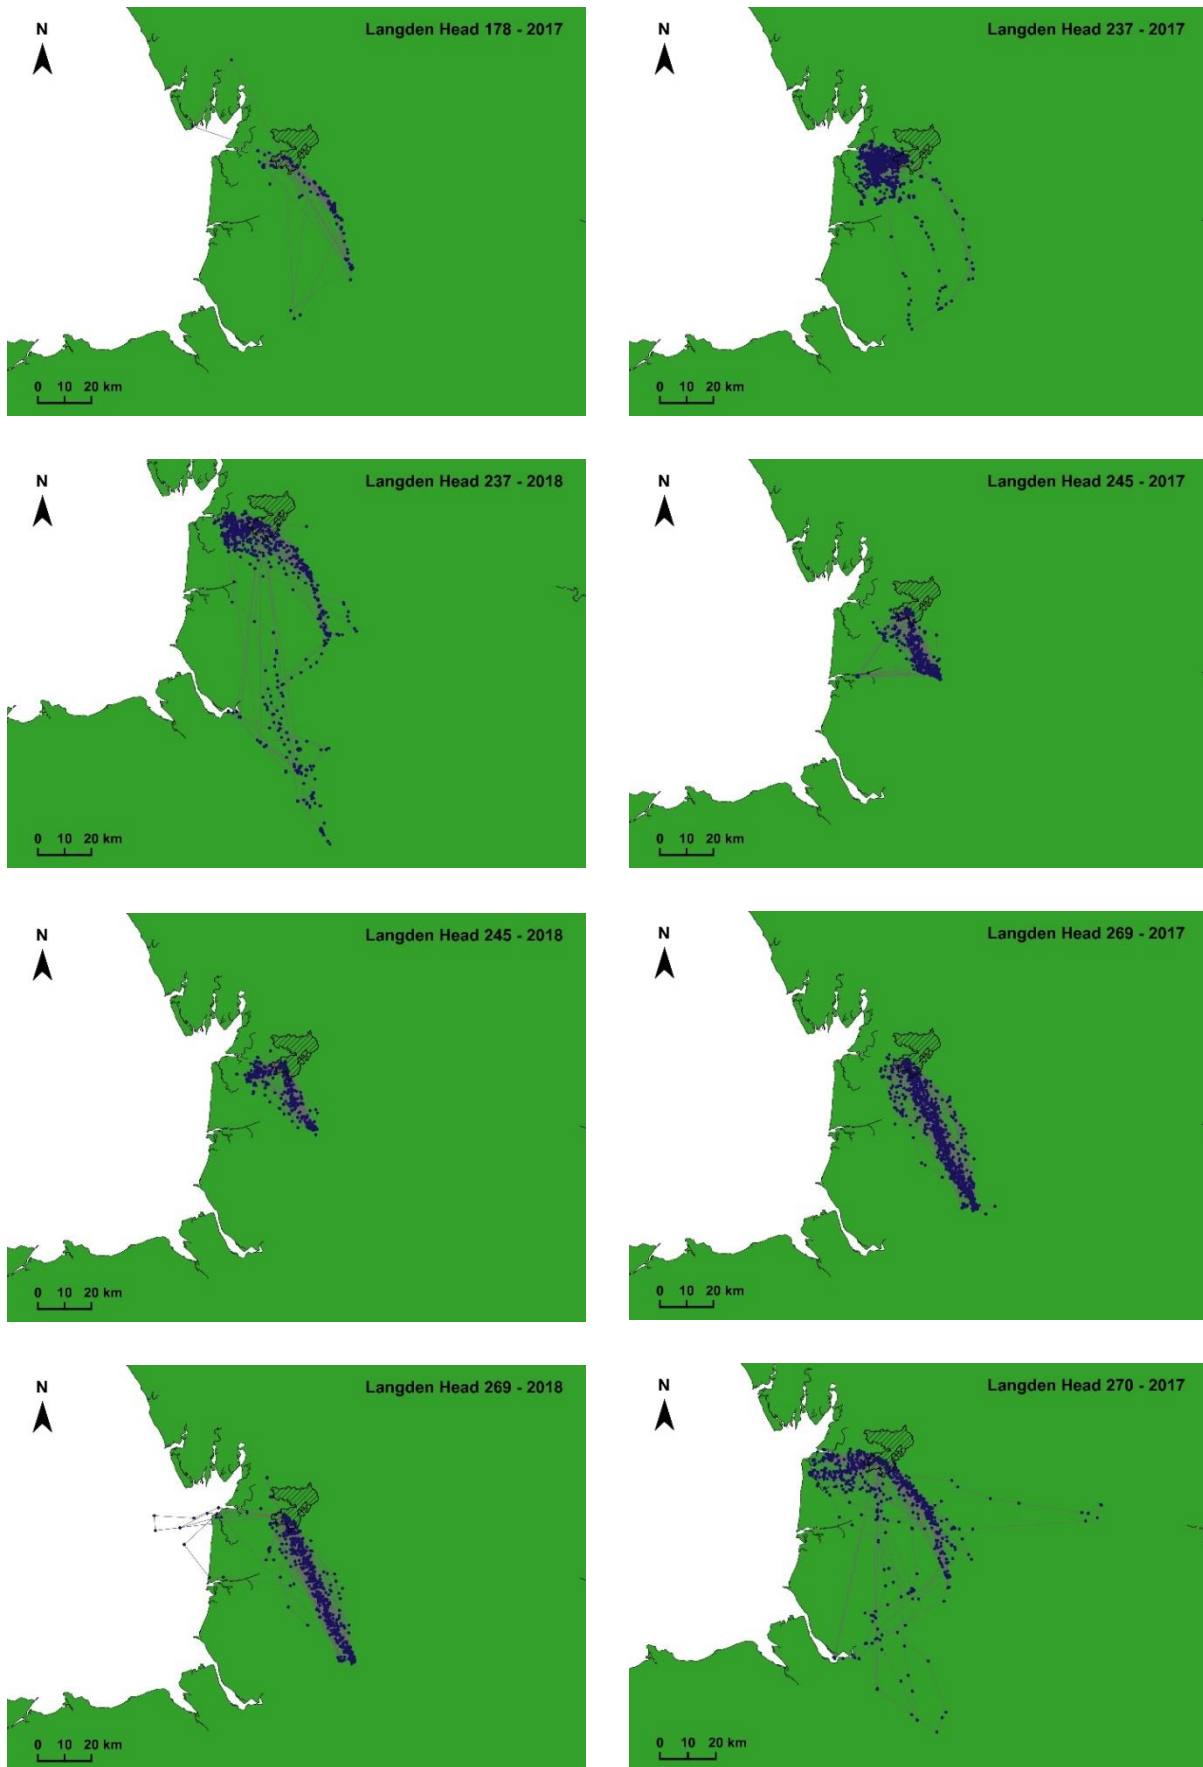 N
Langden Head 178 - 2017
0 10 20 km
N
Langden Head 237 - 2017
0 10 20 km
N
Langden Head 237 - 2018
0 10 20 km
N
Langden Head 245 - 2017
0 10 20 km
N
Langden Head 245 - 2018
0 10 20 km
N
Langden Head 269 - 2017
0 10 20 km
N
Langden Head 269 - 2018
0 10 20 km
N
Langden Head 270 - 2017
0 10 20 km